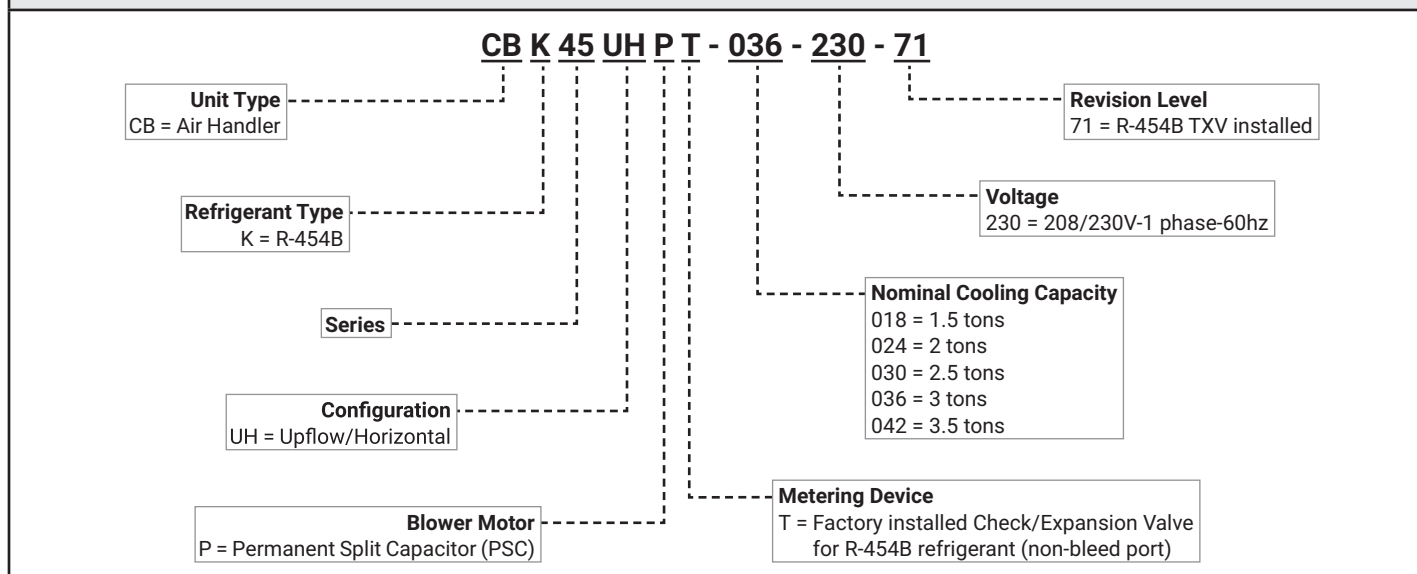 CB K 45 UH P T - 036 - 230 - 71
Unit Type
CB = Air Handler
Revision Level
71 = R-454B TXV installed
Refrigerant Type
K = R-454B
Voltage
230 = 208/230V-1 phase-60hz
Series
Nominal Cooling Capacity
018 = 1.5 tons
024 = 2 tons
030 = 2.5 tons
036 = 3 tons
042 = 3.5 tons
Configuration
UH = Upflow/Horizontal
Blower Motor
P = Permanent Split Capacitor (PSC)
Metering Device
T = Factory installed Check/Expansion Valve
for R-454B refrigerant (non-bleed port)